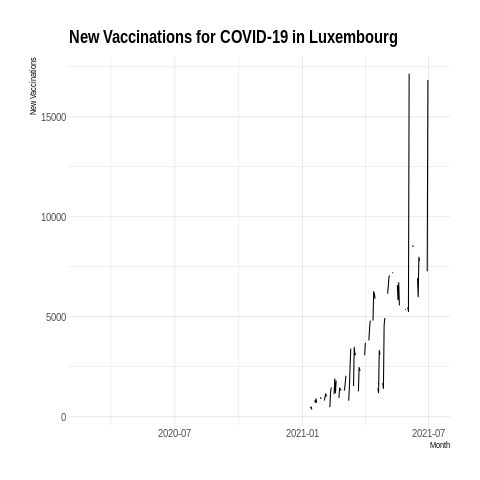 New Vaccinations for COVID-19 in Luxembourg
New Vaccinations
15000
10000
5000
0
2020-07
2021-01
2021-07
Month